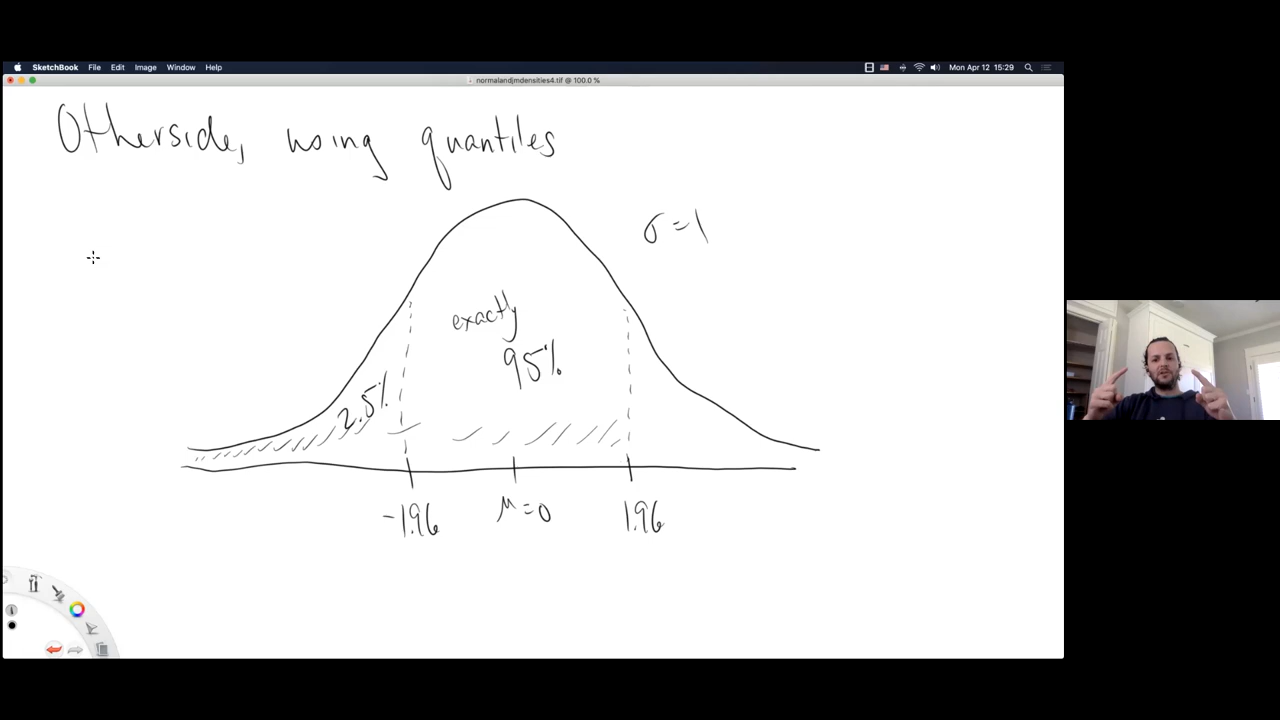 SketchBook File Edit Image Window Help Mon Apr 12 15:29
normalandjmdensities4.tif @ 100.0 %
Otherside, using quantiles
σ=1
exactly
95%
2.5%
-1.96 μ=0 1.96